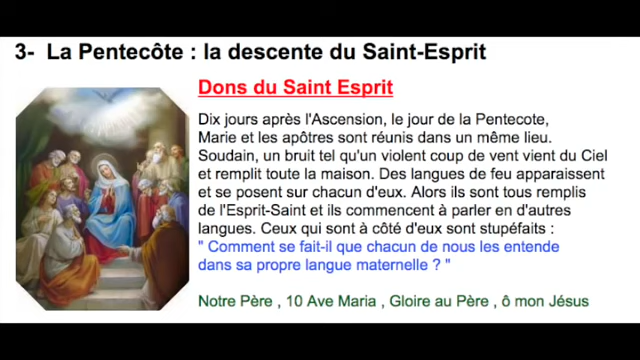 3- La Pentecôte : la descente du Saint-Esprit
Dons du Saint Esprit
Dix jours après l'Ascension, le jour de la Pentecote,
Marie et les apôtres sont réunis dans un même lieu.
Soudain, un bruit tel qu'un violent coup de vent vient du Ciel
et remplit toute la maison. Des langues de feu apparaissent
et se posent sur chacun d'eux. Alors ils sont tous remplis
de l'Esprit-Saint et ils commencent à parler en d'autres
langues. Ceux qui sont à côté d'eux sont stupéfaits :
" Comment se fait-il que chacun de nous les entende
dans sa propre langue maternelle ? "
Notre Père , 10 Ave Maria , Gloire au Père , ô mon Jésus